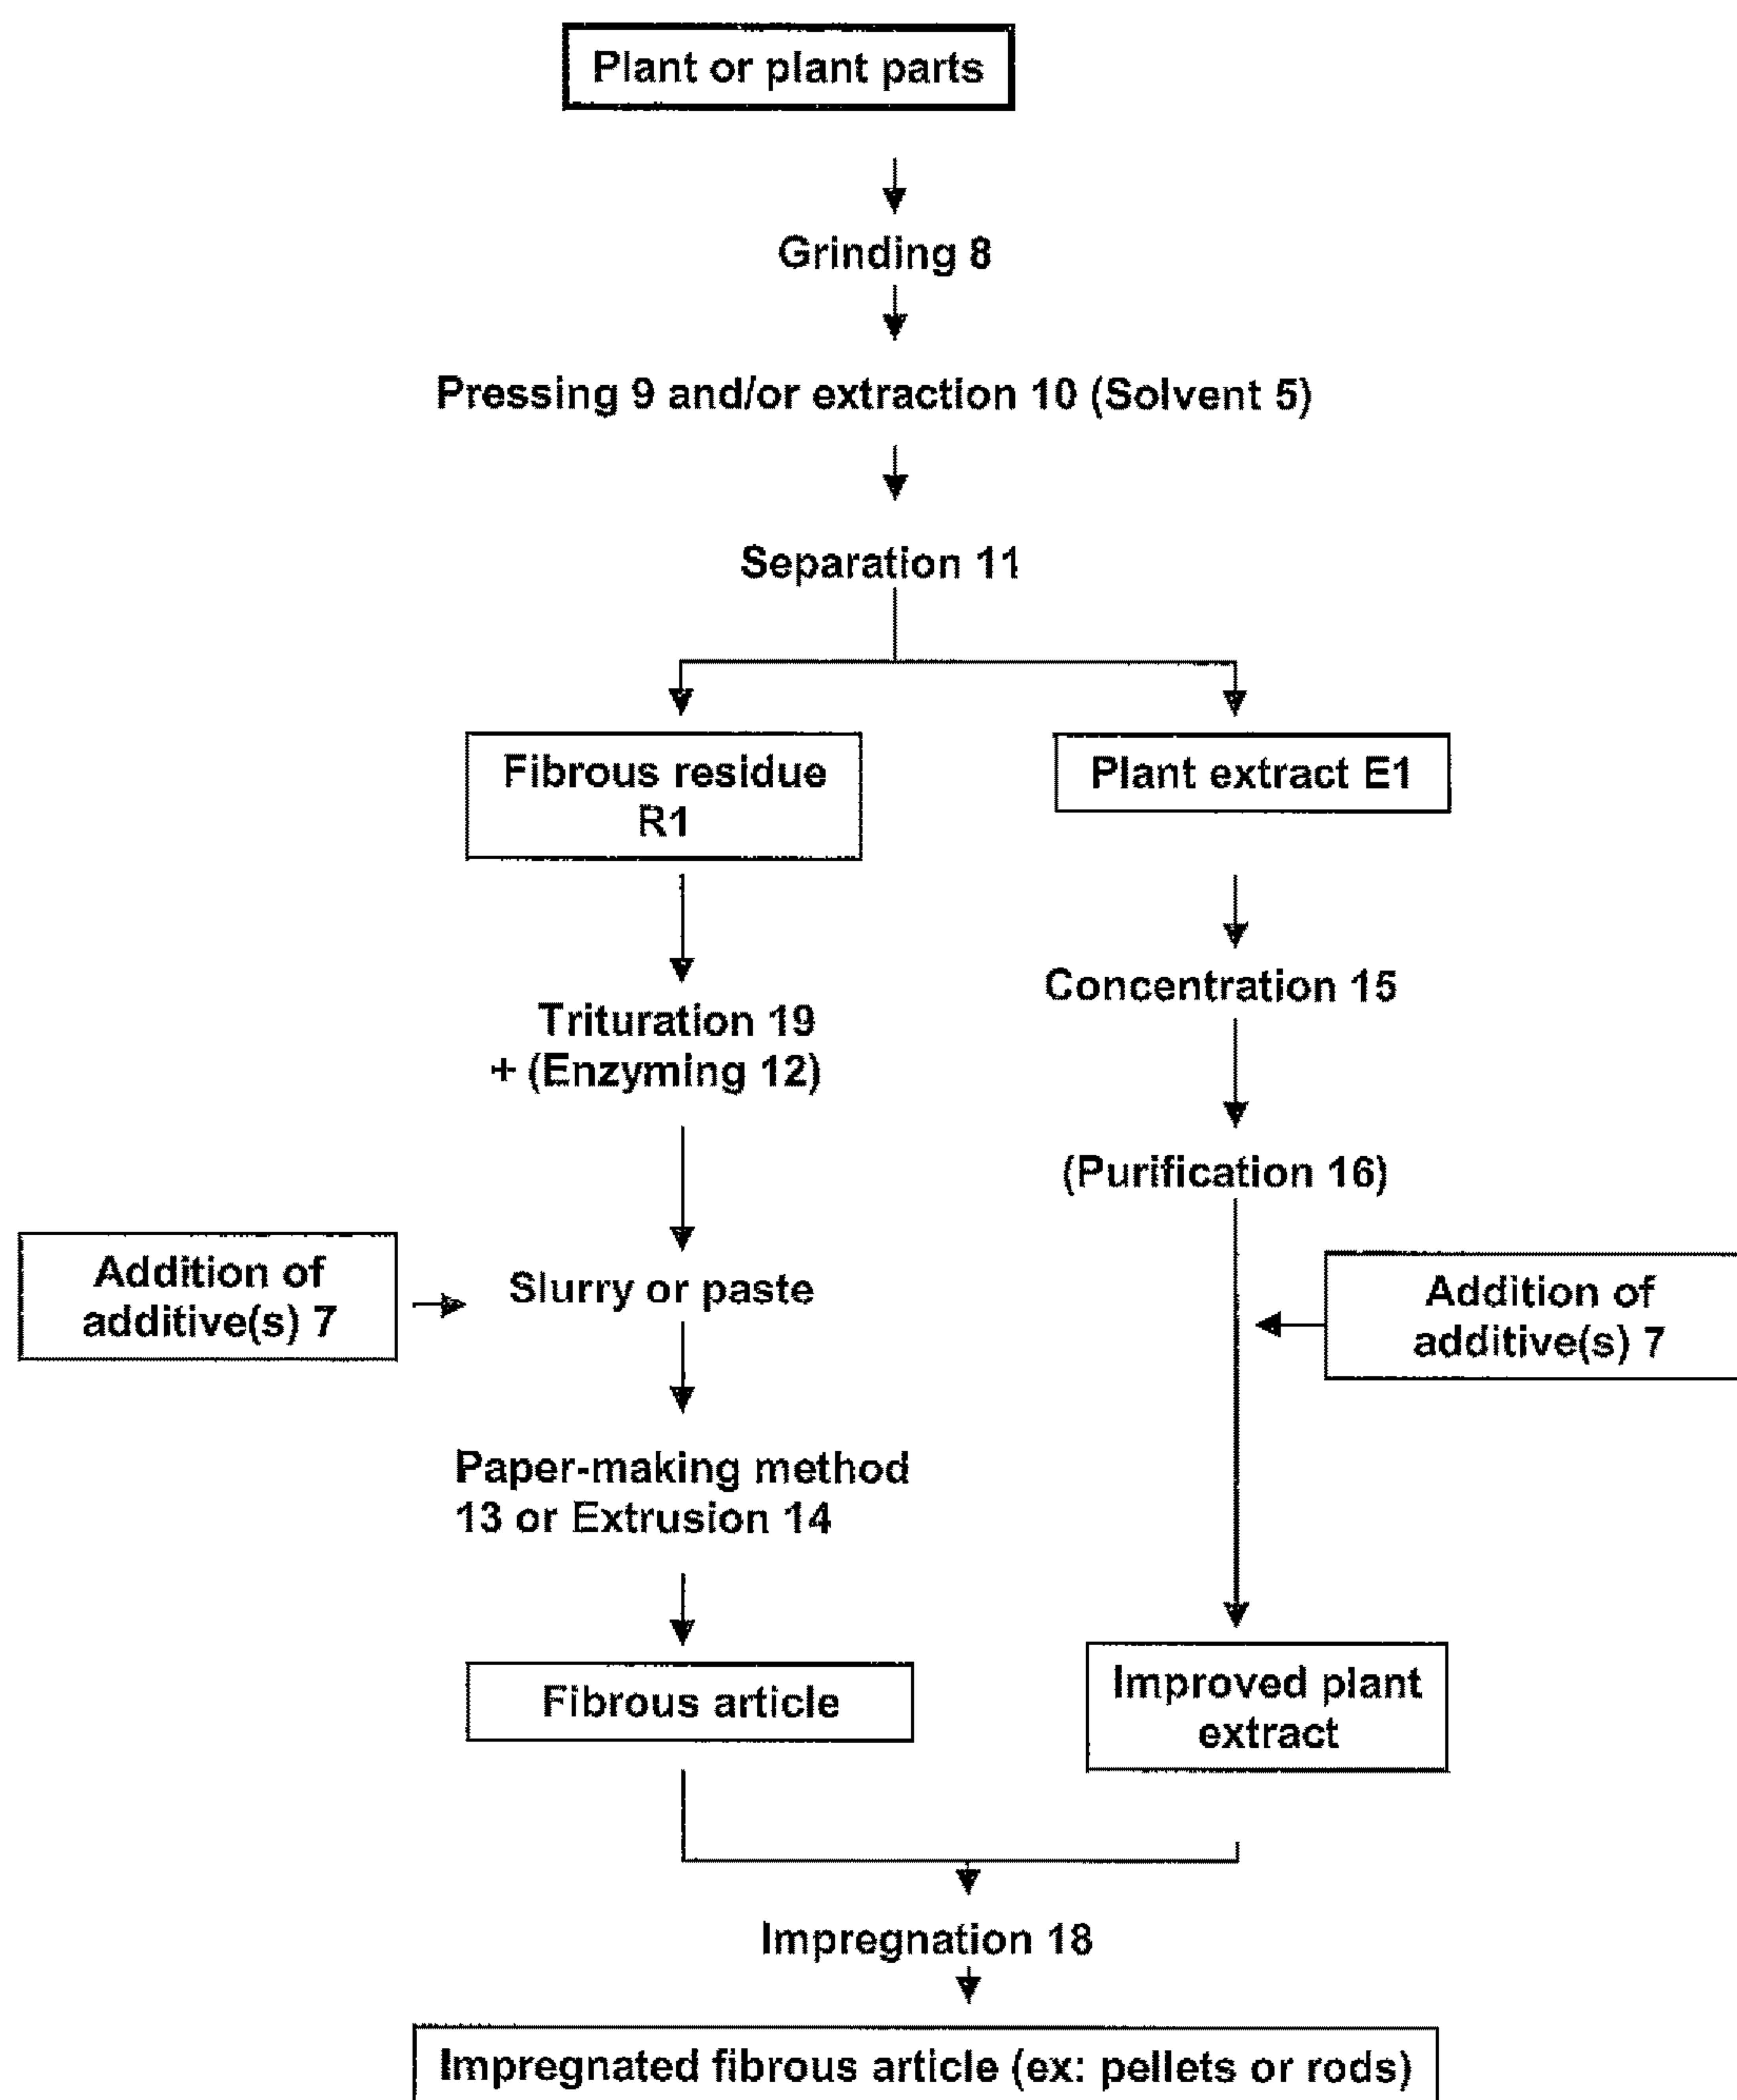 Plant or plant parts
Grinding 8
Pressing 9 and/or extraction 10 (Solvent 5)
Separation 11
Fibrous residue
R1
Plant extract E1
Trituration 19
+ (Enzyming 12)
Concentration 15
(Purification 16)
Addition of
additive(s) 7
Slurry or paste
Addition of
additive(s) 7
Paper-making method
13 or Extrusion 14
Fibrous article
Improved plant
extract
Impregnation 18
Impregnated fibrous article (ex: pellets or rods)